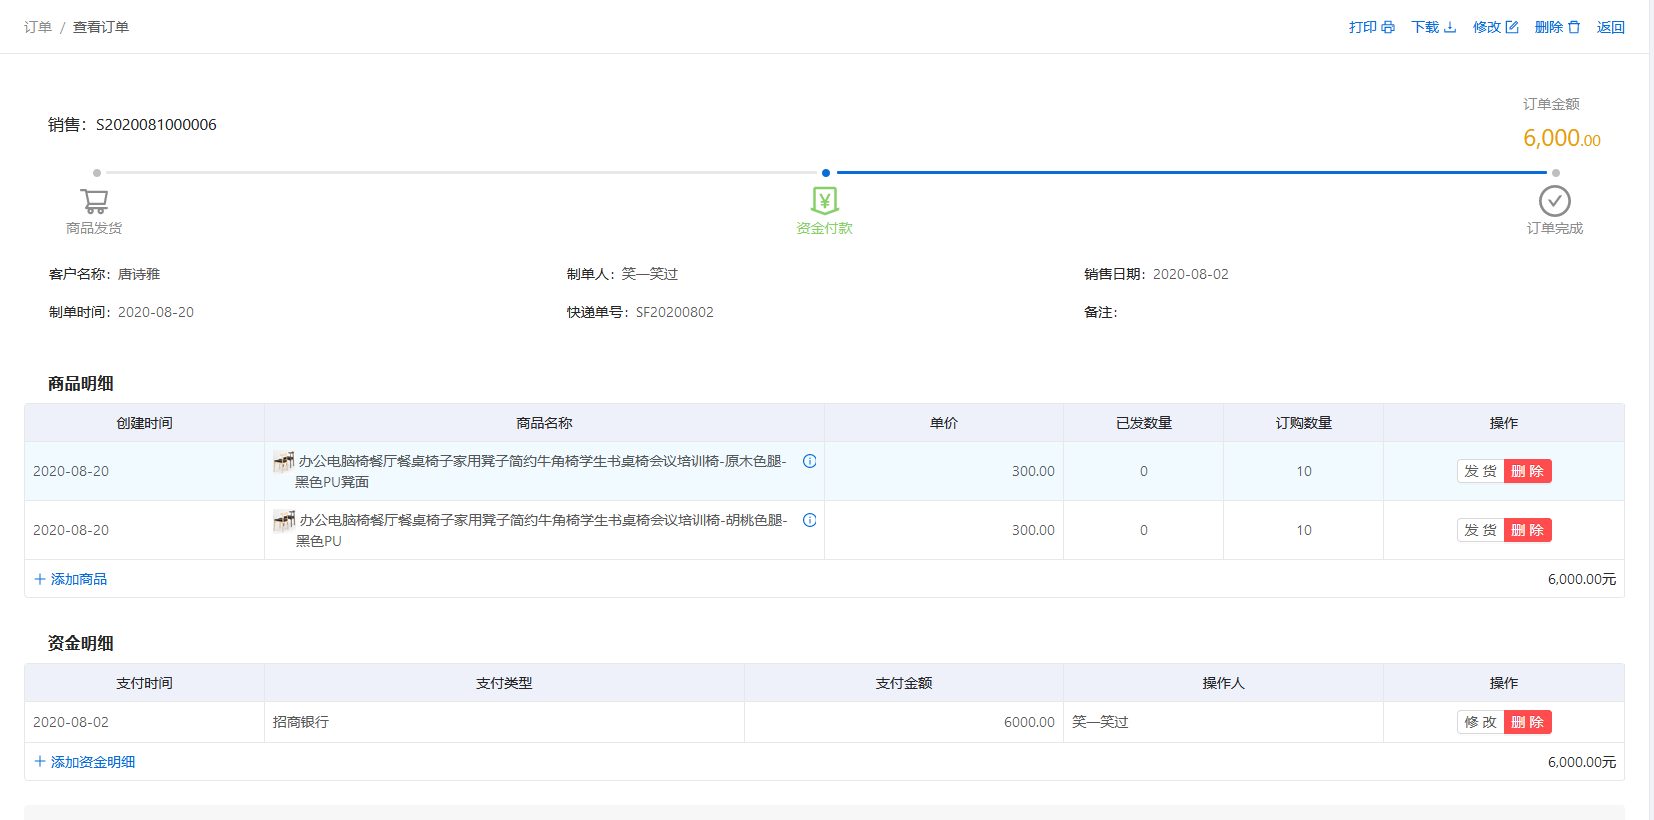 订单 / 查看订单
打印 下载 修改 删除 返回
订单金额
销售：S2020081000006
6,000.00
商品发货
资金付款
订单完成
客户名称：唐诗雅
制单人：笑一笑过
销售日期：2020-08-02
制单时间：2020-08-20
快递单号：SF20200802
备注：
商品明细
创建时间 商品名称 单价 已发数量 订购数量 操作
2020-08-20 办公电脑椅餐厅餐桌椅子家用凳子简约牛角椅学生书桌椅会议培训椅-原木色腿- 300.00 0 10 发 货 删 除
黑色PU凳面
2020-08-20 办公电脑椅餐厅餐桌椅子家用凳子简约牛角椅学生书桌椅会议培训椅-胡桃色腿- 300.00 0 10 发 货 删 除
黑色PU
+ 添加商品 6,000.00元
资金明细
支付时间 支付类型 支付金额 操作人 操作
2020-08-02 招商银行 6000.00 笑一笑过 修 改 删 除
+ 添加资金明细 6,000.00元